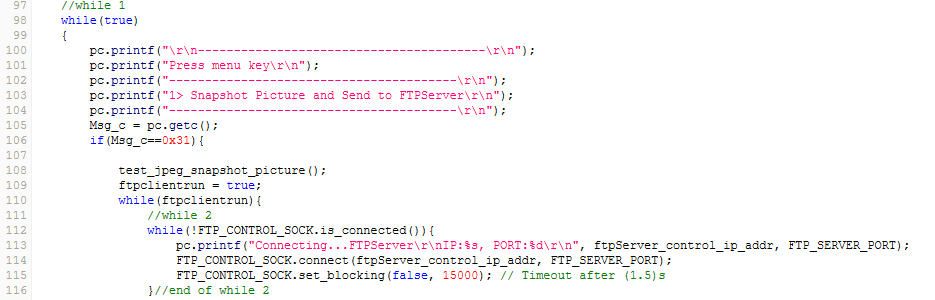 97 //while 1
98 while(true)
99 {
100 pc.printf("\r\n----------------------------------------\r\n");
101 pc.printf("Press menu key\r\n");
102 pc.printf("----------------------------------------\r\n");
103 pc.printf("1> Snapshot Picture and Send to FTPServer\r\n");
104 pc.printf("----------------------------------------\r\n");
105 Msg_c = pc.getc();
106 if(Msg_c==0x31){
107
108 test_jpeg_snapshot_picture();
109 ftpclientrun = true;
110 while(ftpclientrun){
111 //while 2
112 while(!FTP_CONTROL_SOCK.is_connected()){
113 pc.printf("Connecting...FTPServer\r\nIP:%s, PORT:%d\r\n", ftpServer_control_ip_addr, FTP_SERVER_PORT);
114 FTP_CONTROL_SOCK.connect(ftpServer_control_ip_addr, FTP_SERVER_PORT);
115 FTP_CONTROL_SOCK.set_blocking(false, 15000); // Timeout after (1.5)s
116 }//end of while 2